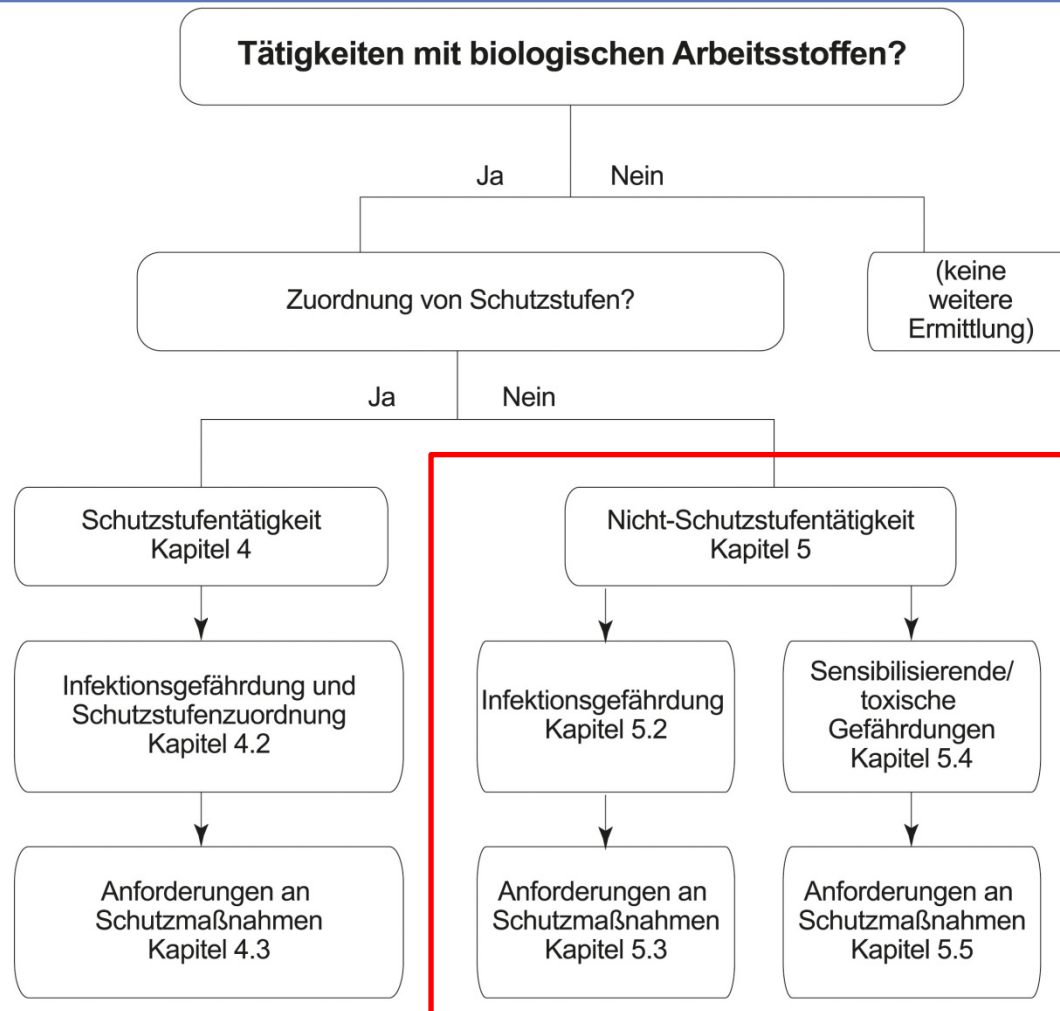 Tätigkeiten mit biologischen Arbeitsstoffen?
Ja
Nein
Zuordnung von Schutzstufen?
(keine
weitere
Ermittlung)
Ja
Nein
Schutzstufentätigkeit
Kapitel 4
Nicht-Schutzstufentätigkeit
Kapitel 5
Infektionsgefährdung und
Schutzstufenzuordnung
Kapitel 4.2
Infektionsgefährdung
Kapitel 5.2
Sensibilisierende/
toxische
Gefährdungen
Kapitel 5.4
Anforderungen an
Schutzmaßnahmen
Kapitel 4.3
Anforderungen an
Schutzmaßnahmen
Kapitel 5.3
Anforderungen an
Schutzmaßnahmen
Kapitel 5.5